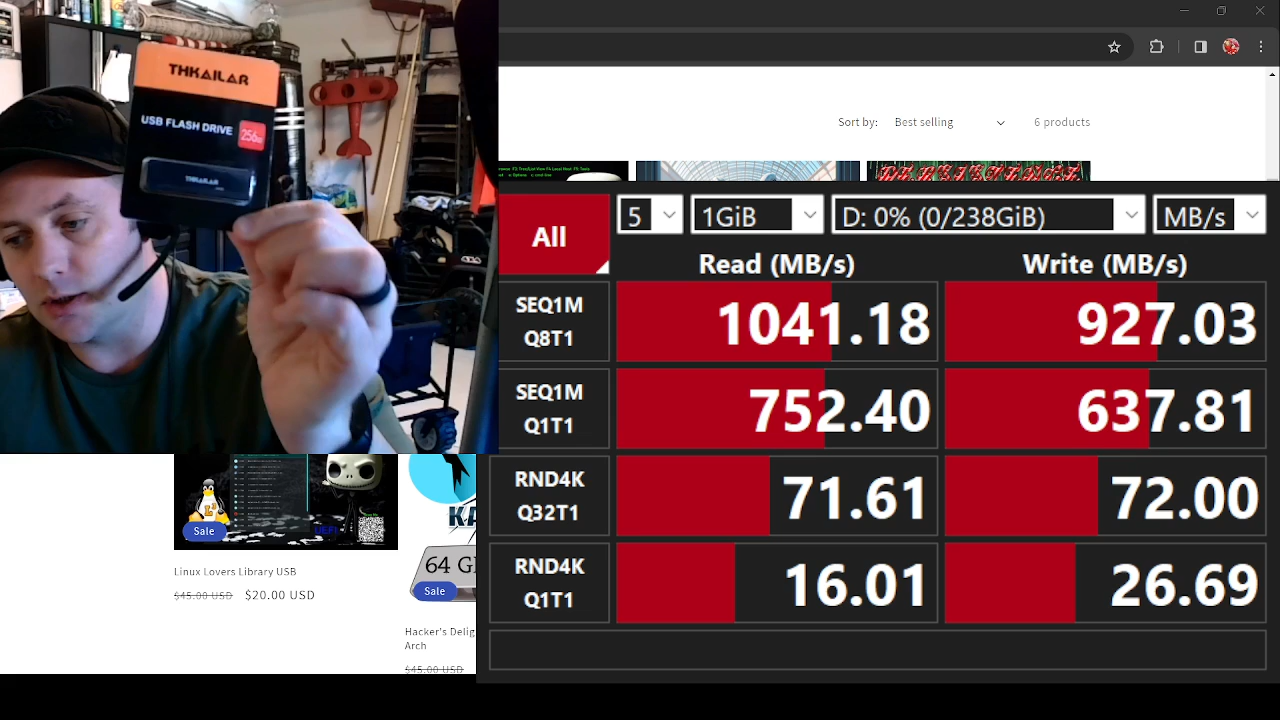 THKAILAR
USB FLASH DRIVE
256
THKAILAR
Sort by:
Best selling
6 products
All
5
1GiB
D: 0% (0/238GiB)
MB/s
Read (MB/s)
Write (MB/s)
SEQ1M
Q8T1
1041.18
927.03
SEQ1M
Q1T1
752.40
637.81
RND4K
Q32T1
71.61
72.00
RND4K
Q1T1
16.01
26.69
Sale
Linux Lovers Library USB
$45.00 USD
$20.00 USD
KA
64 G
Sale
Hacker's Delig
Arch
$45.00 USD